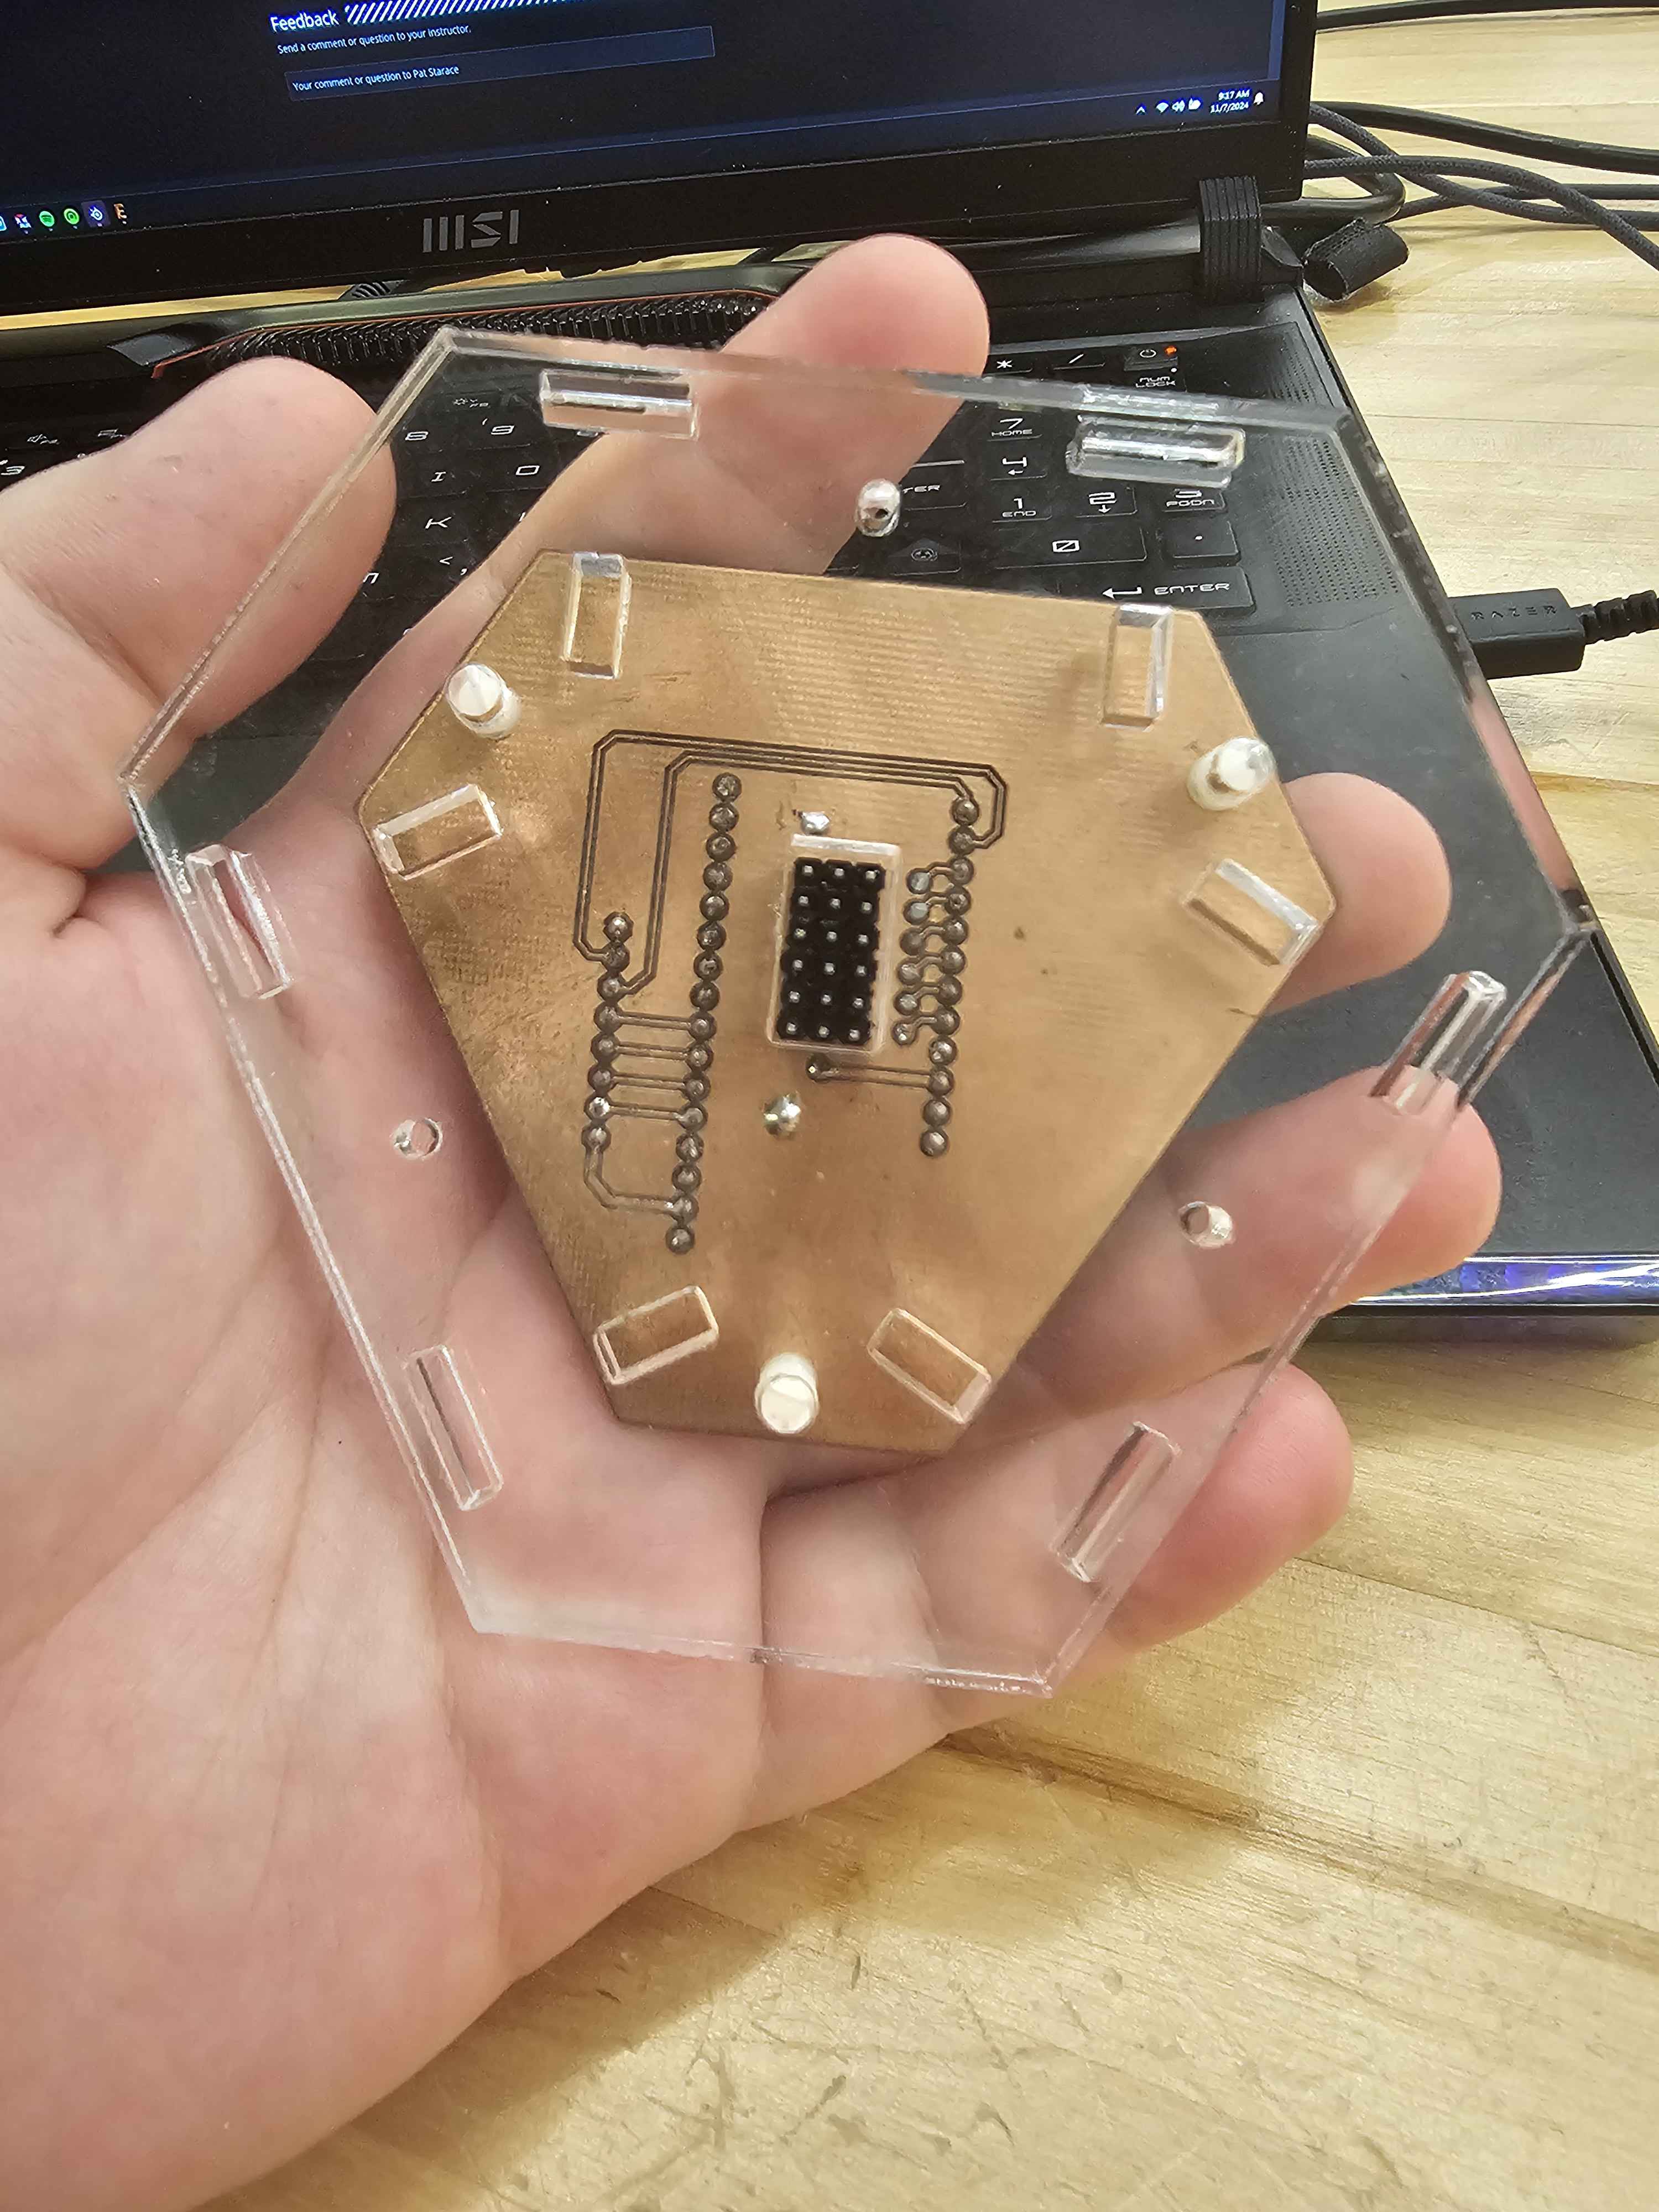 Feedback
Send a comment or question to your instructor.
Your comment or question to Pat Starace
9:17 AM
11/7/2024
msi
NUM
LOCK
7
HOME
4
1
END
2
3
PGDN
0
.
ENTER
6
9
I
O
K
<
,
RAZER